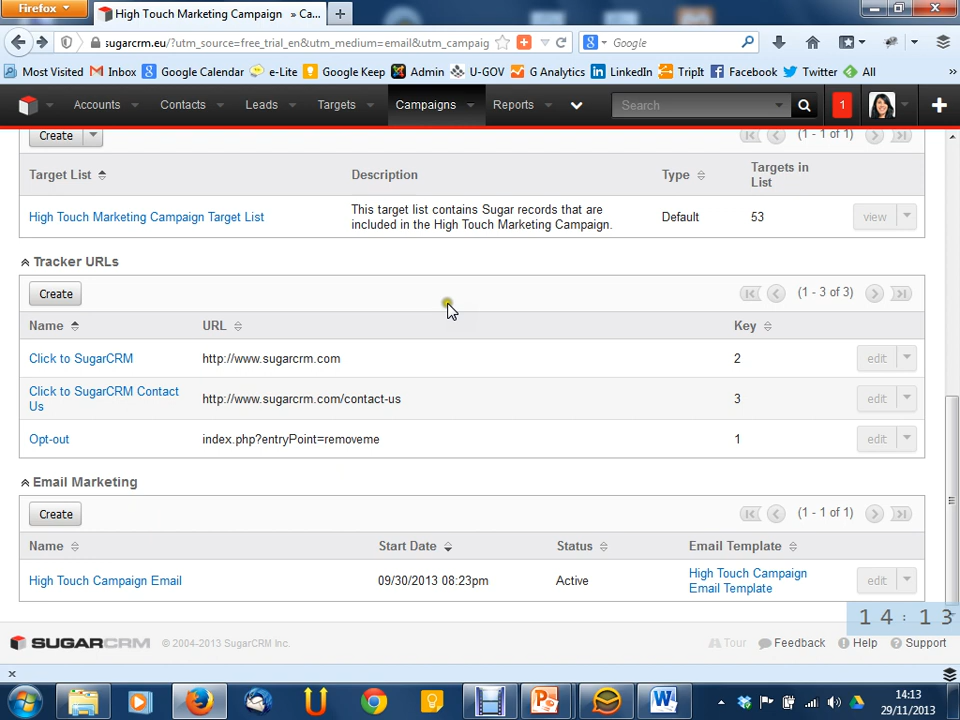 Firefox
High Touch Marketing Campaign » Ca...
sugarcrm.eu/?utm_source=free_trial_en&utm_medium=email&utm_campaig
Google
Most Visited Inbox Google Calendar e-Lite Google Keep Admin U-GOV G Analytics LinkedIn TripIt Facebook Twitter All »
Accounts Contacts Leads Targets Campaigns Reports Search 1
Create (1 - 1 of 1)
Target List Description Type Targets in
List
High Touch Marketing Campaign Target List This target list contains Sugar records that are Default 53 view
included in the High Touch Marketing Campaign.
Tracker URLs
Create (1 - 3 of 3)
Name URL Key
Click to SugarCRM http://www.sugarcrm.com 2 edit
Click to SugarCRM Contact http://www.sugarcrm.com/contact-us 3 edit
Us
Opt-out index.php?entryPoint=removeme 1 edit
Email Marketing
Create (1 - 1 of 1)
Name Start Date Status Email Template
High Touch Campaign Email 09/30/2013 08:23pm Active High Touch Campaign edit
Email Template
14:13
SUGARCRM © 2004-2013 SugarCRM Inc. Tour Feedback Help Support
14:13
29/11/2013